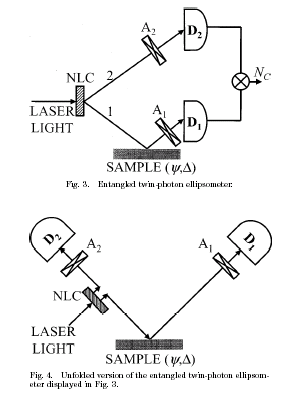 A2
D2
2
NLC
NC
1
A1
D1
LASER
LIGHT
SAMPLE (ψ,Δ)
Fig. 3. Entangled twin-photon ellipsometer.
D2
A2
A1
D1
NLC
LASER
LIGHT
SAMPLE (ψ,Δ)
Fig. 4. Unfolded version of the entangled twin-photon ellipsom-
eter displayed in Fig. 3.